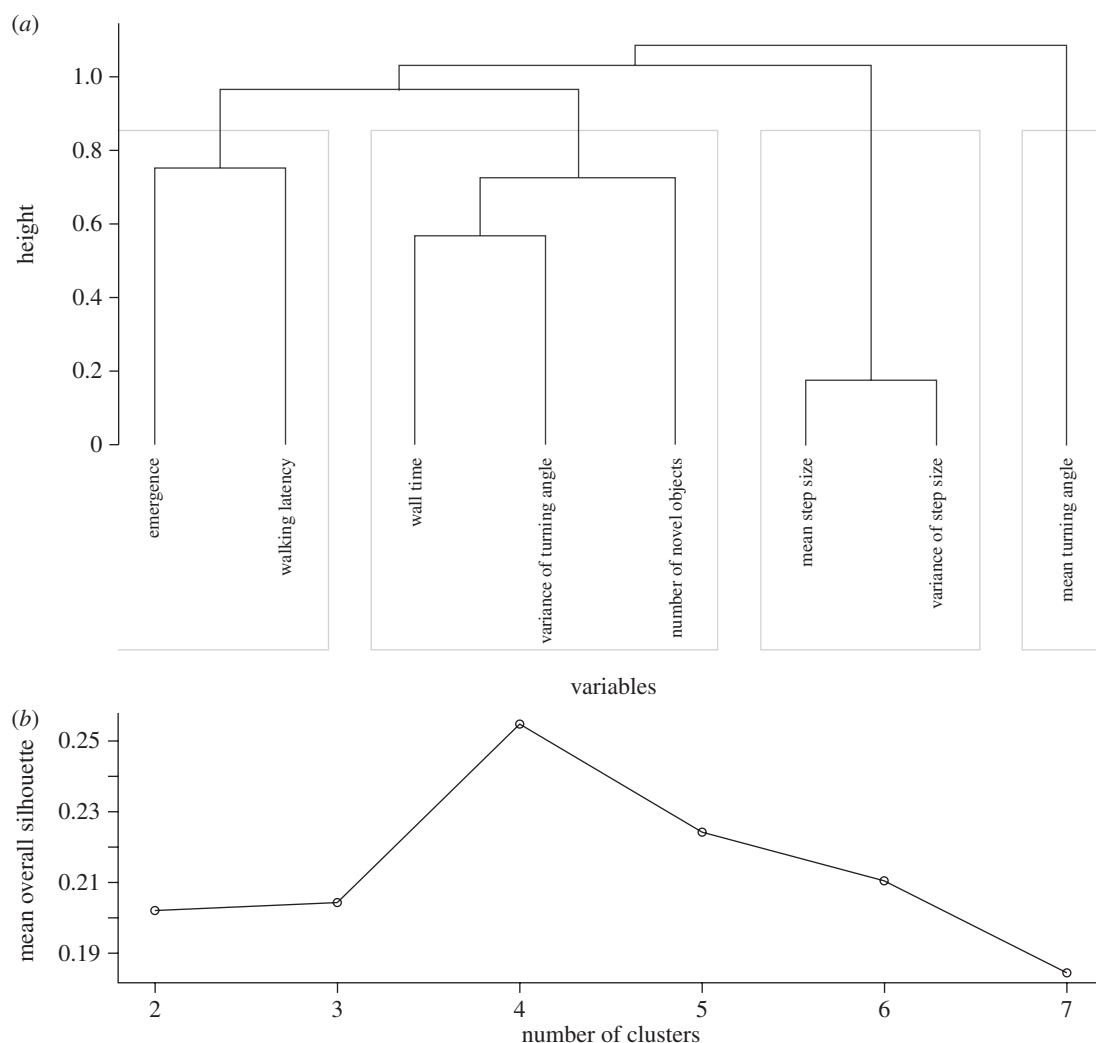 (a)
height
1.0
0.8
0.6
0.4
0.2
0
emergence
walking latency
wall time
variance of turning angle
number of novel objects
mean step size
variance of step size
mean turning angle
variables
(b)
mean overall silhouette
0.25
0.23
0.21
0.19
2 3 4 5 6 7
number of clusters